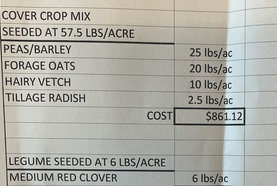 COVER CROP MIX
SEEDED AT 57.5 LBS/ACRE
PEAS/BARLEY 25 lbs/ac
FORAGE OATS 20 lbs/ac
HAIRY VETCH 10 lbs/ac
TILLAGE RADISH 2.5 lbs/ac
COST $861.12
LEGUME SEEDED AT 6 LBS/ACRE
MEDIUM RED CLOVER 6 lbs/ac